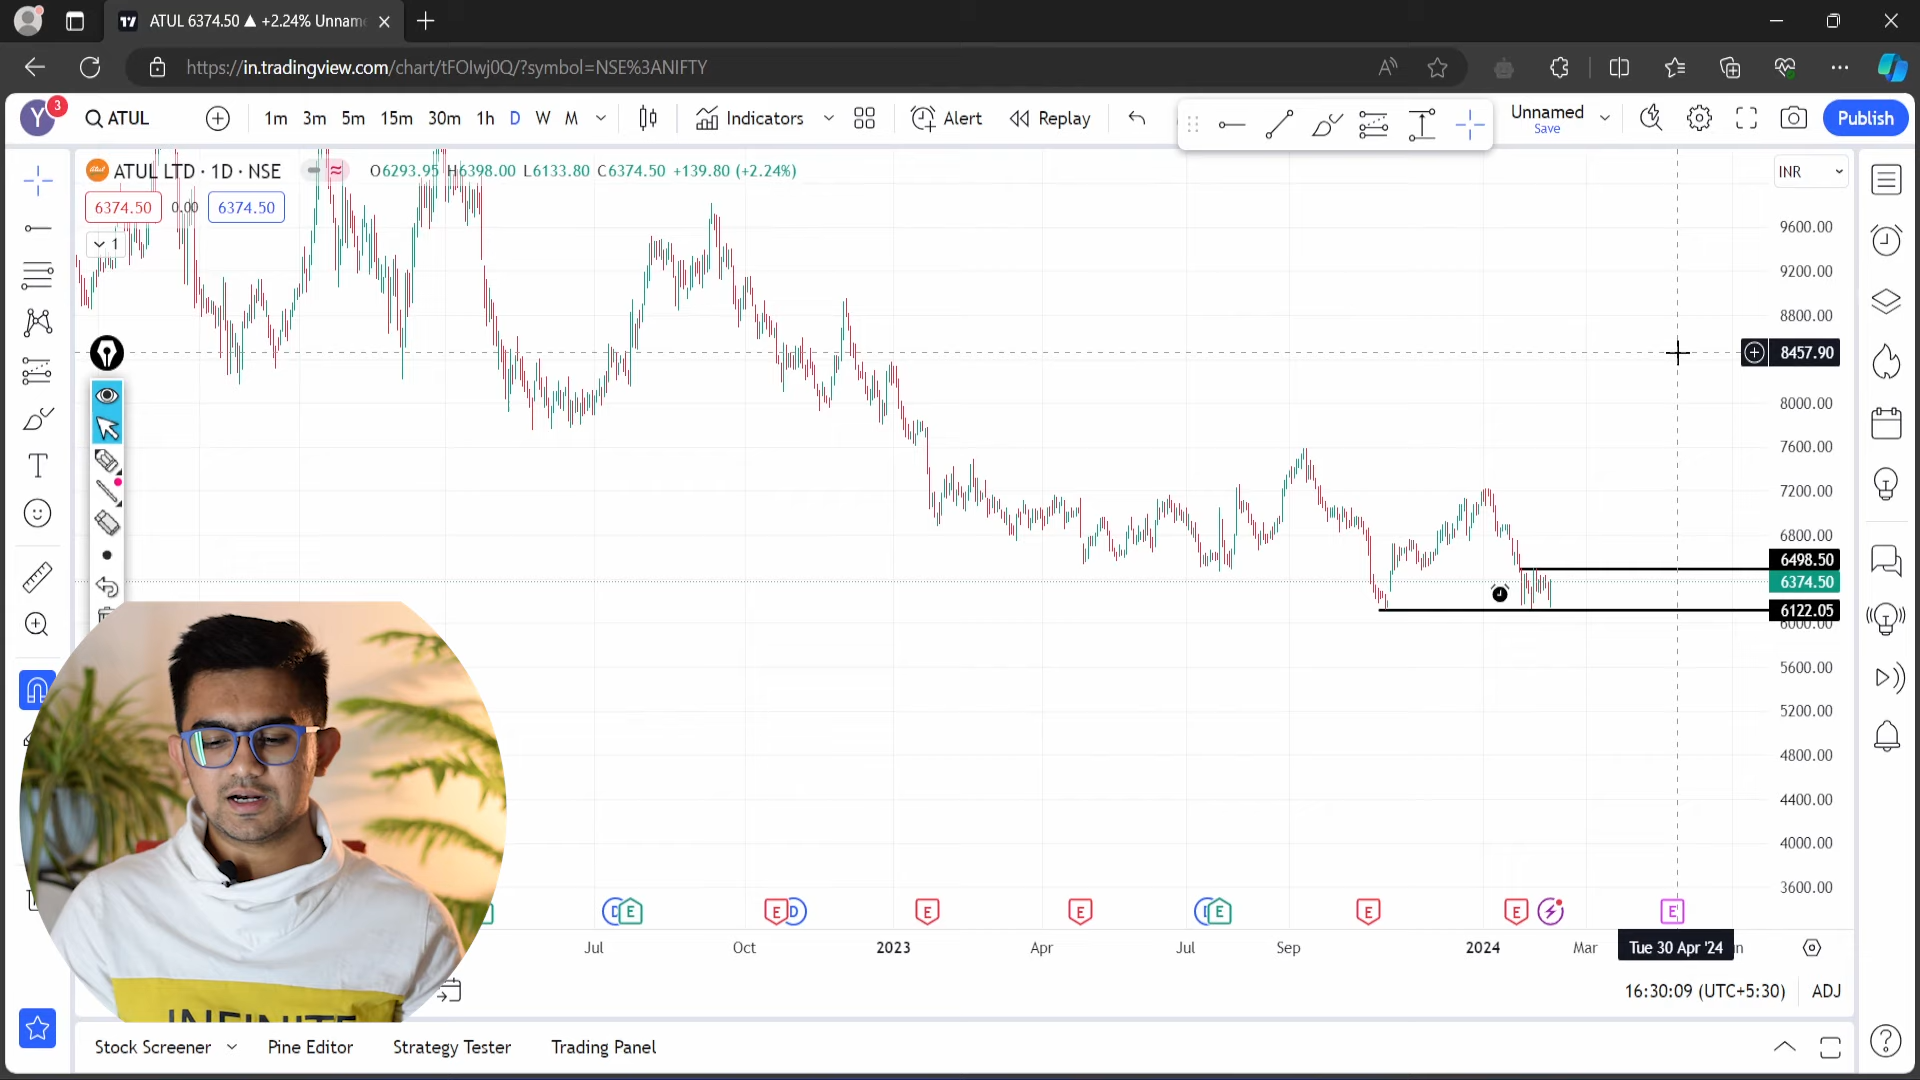 ATUL 6374.50 ▲ +2.24% Unnam
https://in.tradingview.com/chart/tFOIwj0Q/?symbol=NSE%3ANIFTY
Y 3 ATUL 1m 3m 5m 15m 30m 1h D W M Indicators Alert Replay Unnamed Save Publish
ATUL LTD · 1D · NSE O6293.95 H6398.00 L6133.80 C6374.50 +139.80 (+2.24%) INR
6374.50 0.00 6374.50
1
9600.00
9200.00
8800.00
8457.90
8000.00
7600.00
7200.00
6800.00
6498.50
6374.50
6122.05
6000.00
5600.00
5200.00
4800.00
4400.00
4000.00
3600.00
D E E D E E D E E E E
Jul Oct 2023 Apr Jul Sep 2024 Mar Tue 30 Apr '24
16:30:09 (UTC+5:30) ADJ
INFINITE
Stock Screener Pine Editor Strategy Tester Trading Panel